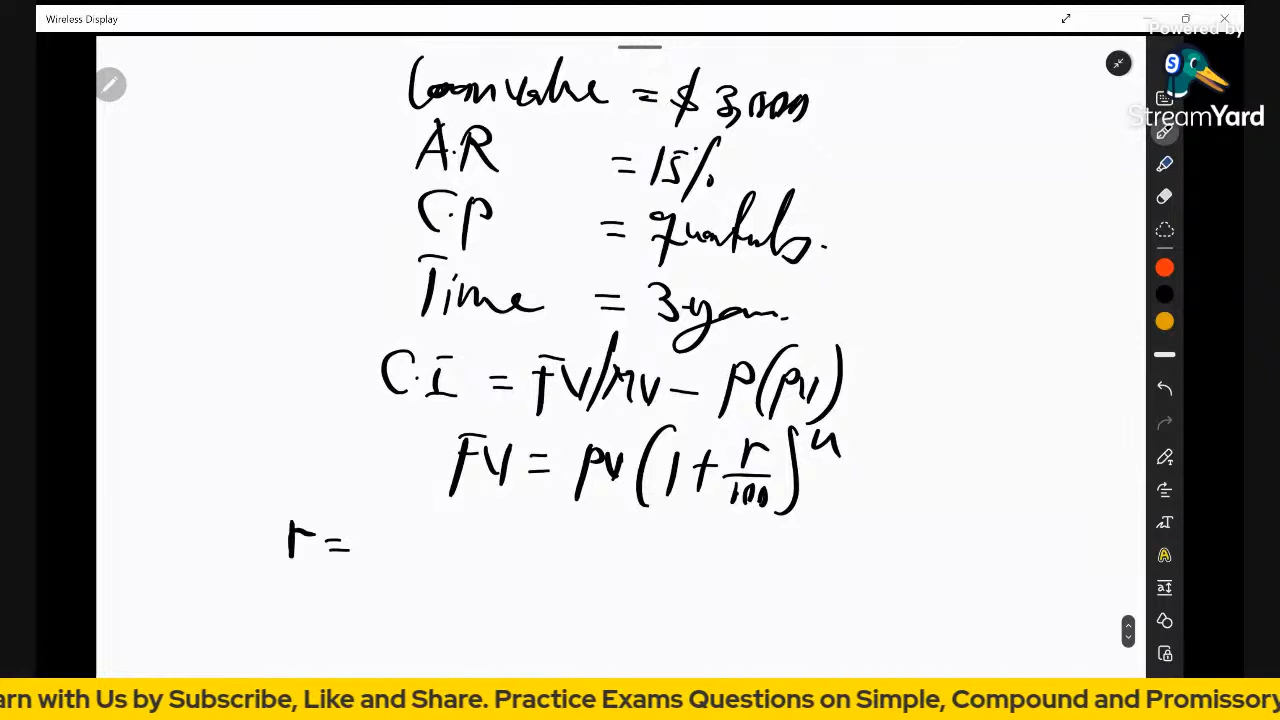 Wireless Display
Powered by
StreamYard
Loan value = $ 3,000
A.R = 15%
C.P = quarterly.
Time = 3 years.
C.I = FV/MV - P(PV)
FV = PV (1 + r/100)^n
r =
arn with Us by Subscribe, Like and Share. Practice Exams Questions on Simple, Compound and Promissory